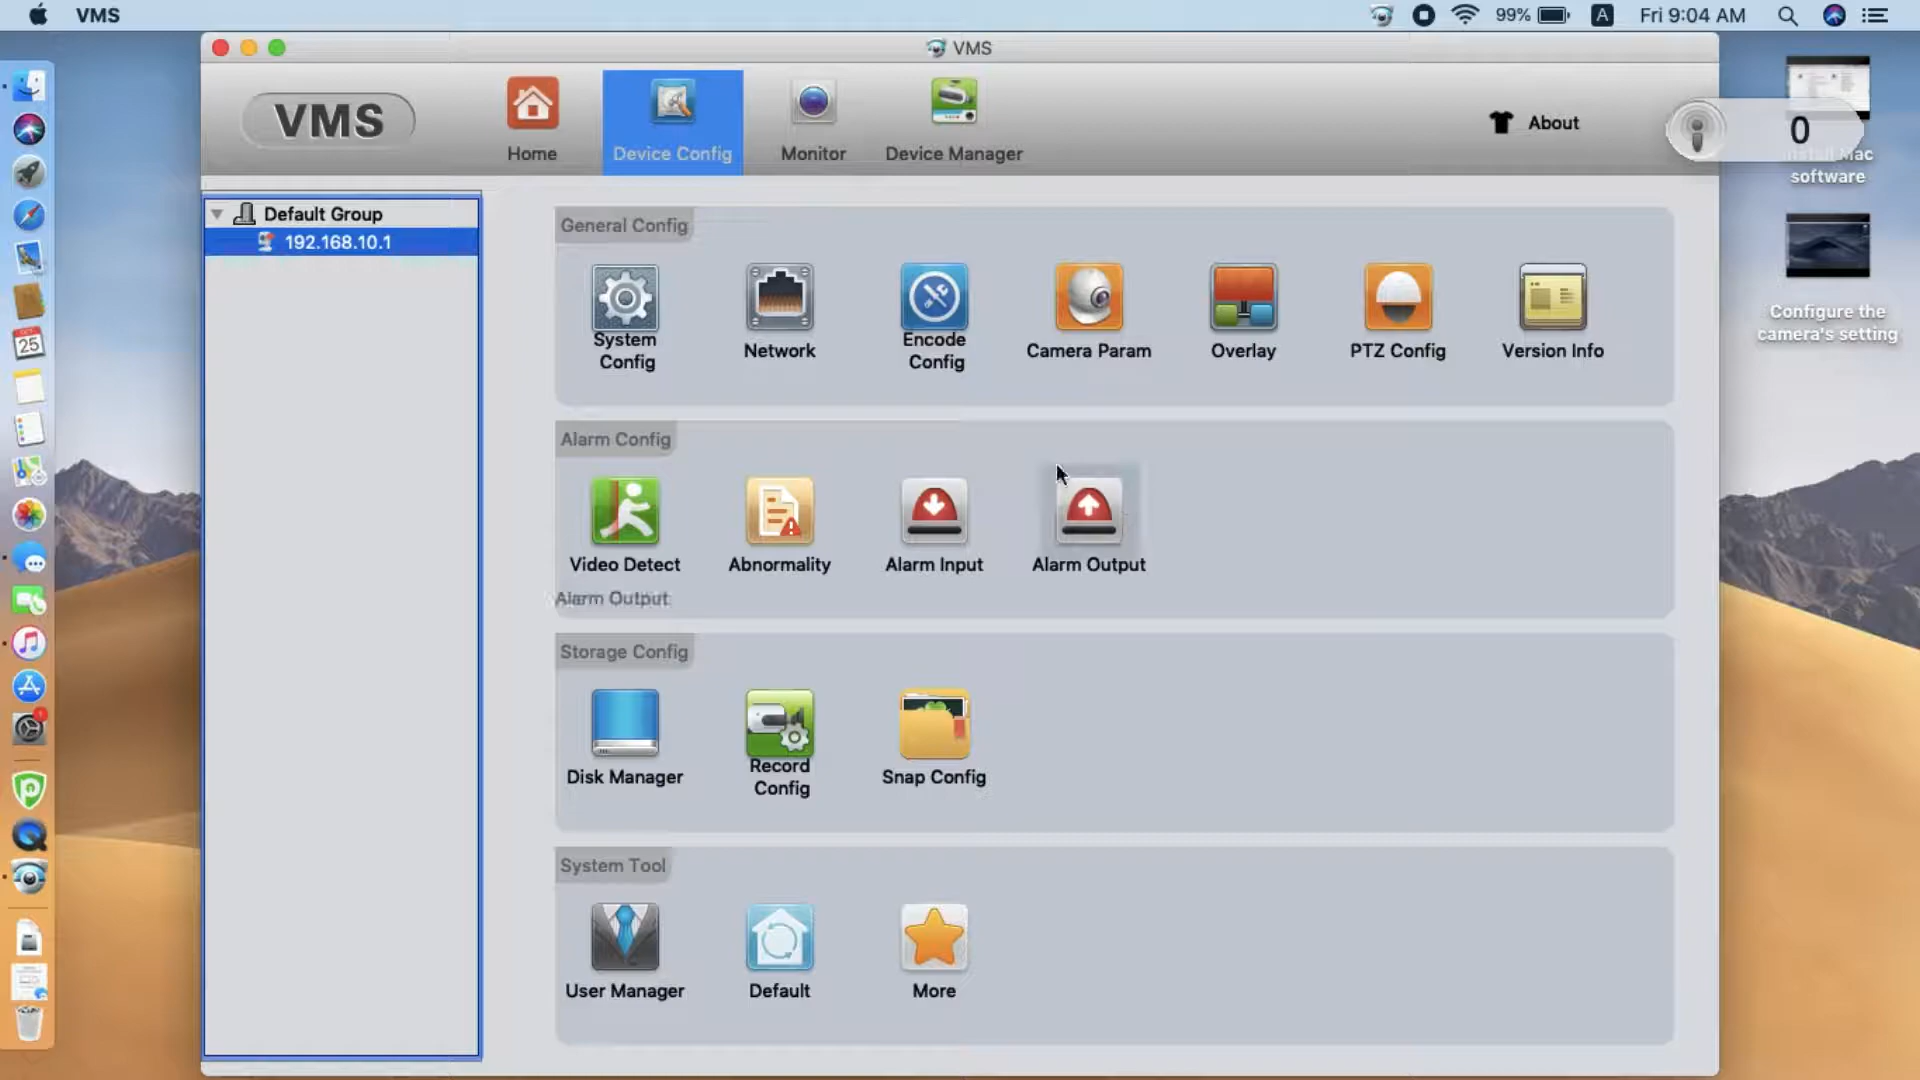 VMS
99%
A
Fri 9:04 AM
VMS
VMS
Home
Device Config
Monitor
Device Manager
About
0
Mac
software
Default Group
192.168.10.1
General Config
System
Config
Network
Encode
Config
Camera Param
Overlay
PTZ Config
Version Info
Configure the
camera's setting
Alarm Config
Video Detect
Abnormality
Alarm Input
Alarm Output
Alarm Output
Storage Config
Disk Manager
Record
Config
Snap Config
System Tool
User Manager
Default
More
25